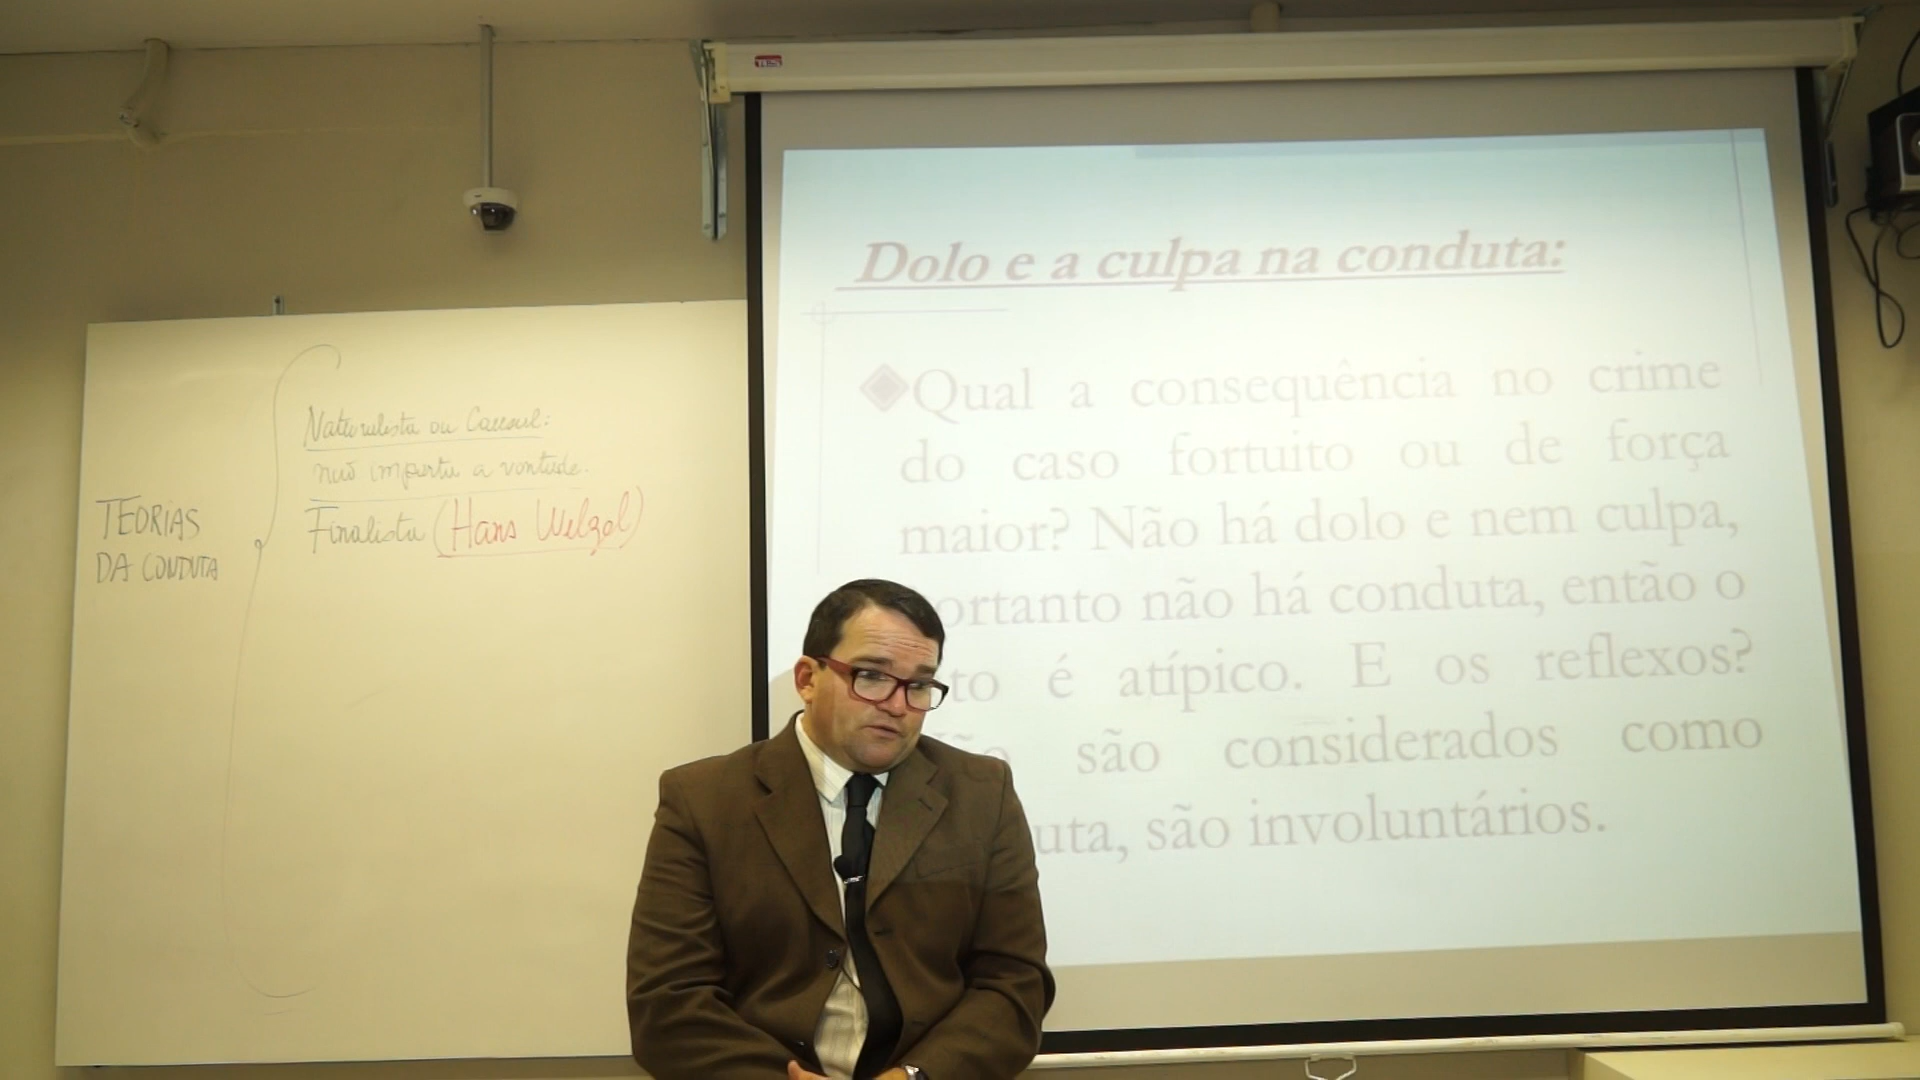 TES
TEORIAS
DA CONDUTA
Naturalista ou Causal:
não importa a vontade.
Finalista (Hans Welzel)
Dolo e a culpa na conduta:
Qual a consequência no crime
do caso fortuito ou de força
maior? Não há dolo e nem culpa,
ortanto não há conduta, então o
to é atípico. E os reflexos?
são considerados como
uta, são involuntários.